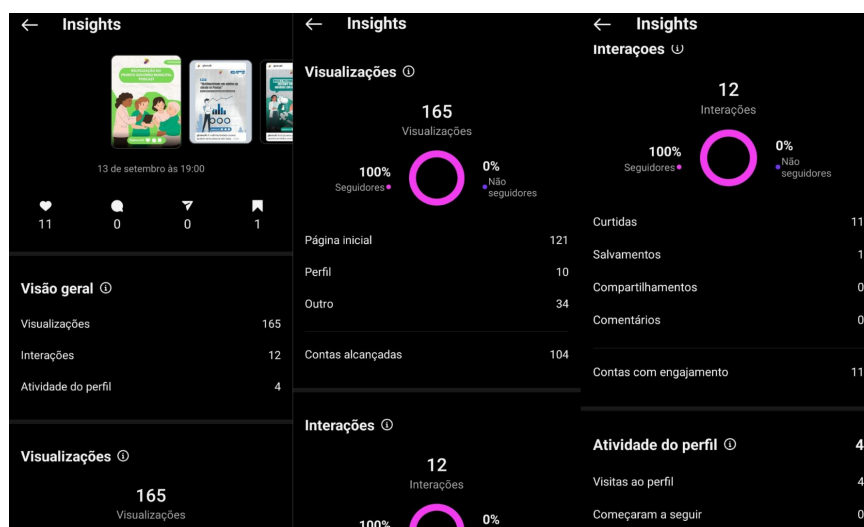 ← Insights
13 de setembro às 19:00
11 0 0 1
Visão geral
Visualizações 165
Interações 12
Atividade do perfil 4
Visualizações
165
Visualizações
← Insights
Visualizações
165
Visualizações
100%
Seguidores
0%
Não
seguidores
Página inicial 121
Perfil 10
Outro 34
Contas alcançadas 104
Interações
12
Interações
100%
0%
← Insights
Interações
12
Interações
100%
Seguidores
0%
Não
seguidores
Curtidas 11
Salvamentos 1
Compartilhamentos 0
Comentários 0
Contas com engajamento 11
Atividade do perfil 4
Visitas ao perfil 4
Começaram a seguir 0